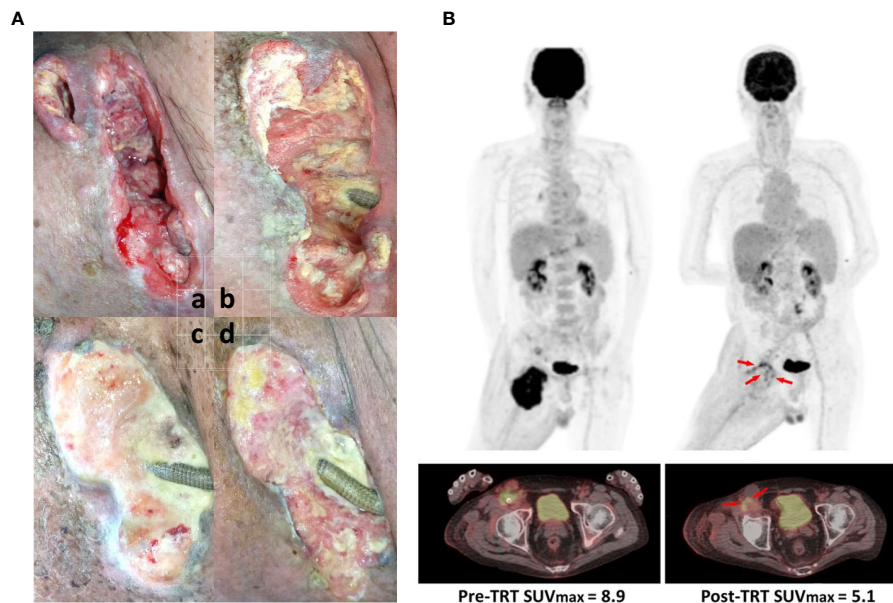 A
B
a b
c d
Pre-TRT SUVmax = 8.9
Post-TRT SUVmax = 5.1